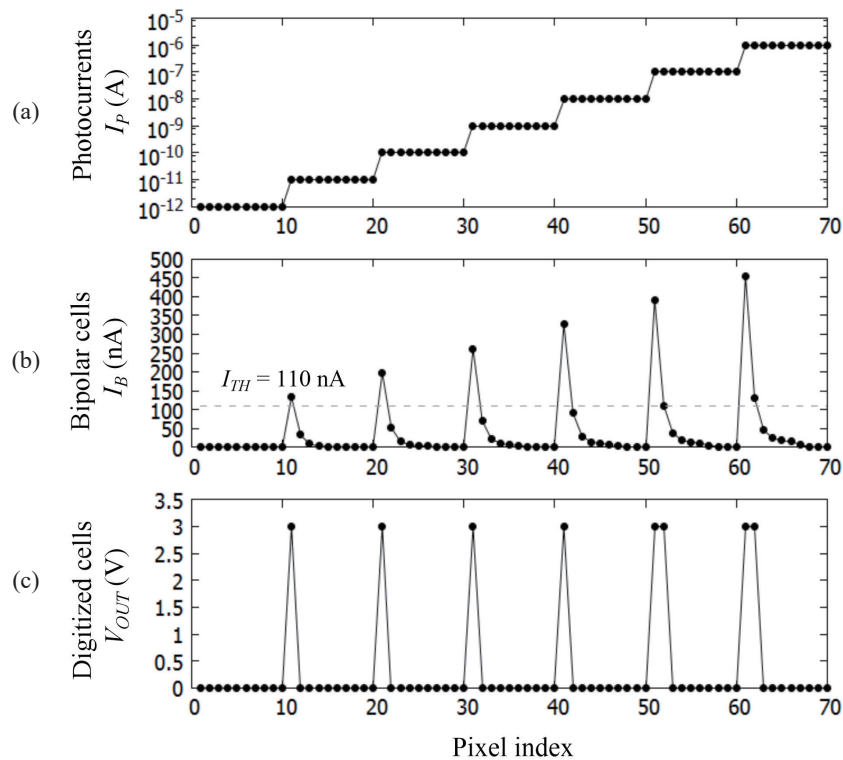 (a)
Photocurrents
I_P (A)
10^-5
10^-6
10^-7
10^-8
10^-9
10^-10
10^-11
10^-12
0 10 20 30 40 50 60 70
(b)
Bipolar cells
I_B (nA)
500
450
400
350
300
250
200
150
100
50
0
I_TH = 110 nA
0 10 20 30 40 50 60 70
(c)
Digitized cells
V_OUT (V)
3.5
3
2.5
2
1.5
1
0.5
0
0 10 20 30 40 50 60 70
Pixel index